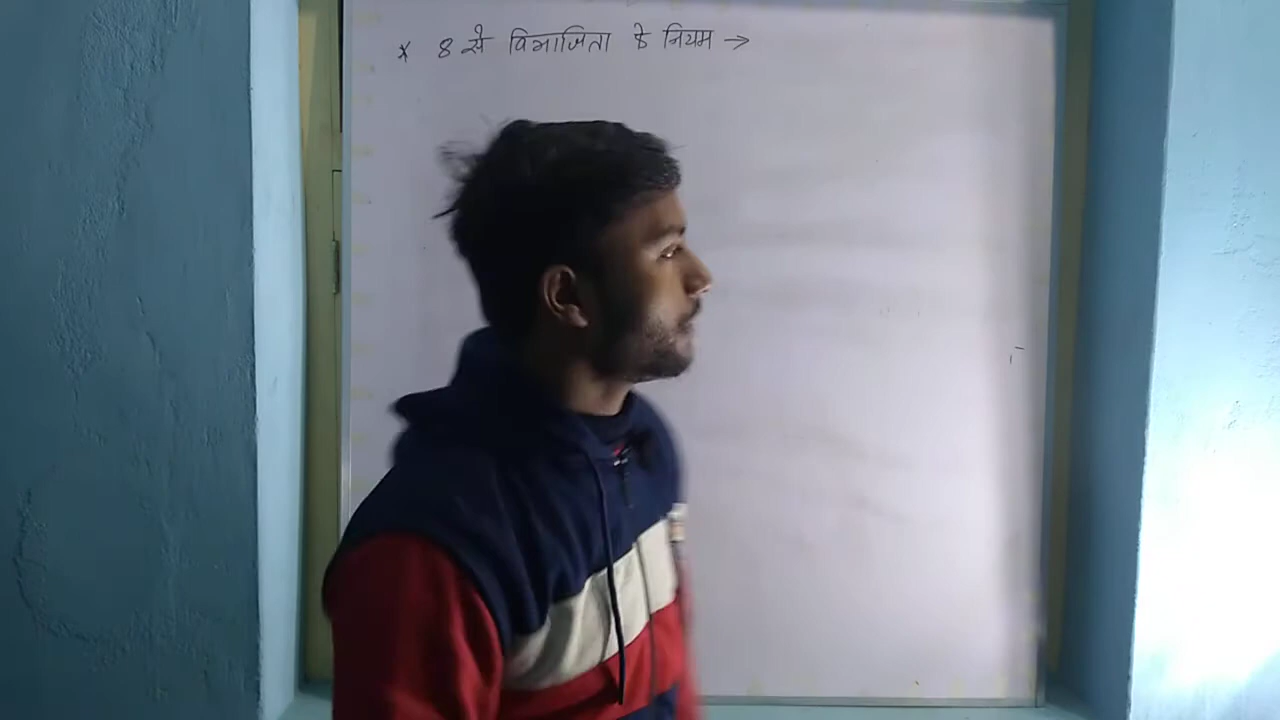 * 8 से विभाजिता के नियम →